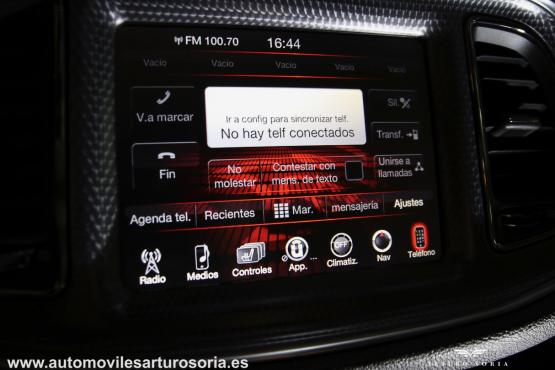 FM 100.70 16:44
Vacío Vacío Vacío Vacío Vacío
V.a marcar
Ir a config para sincronizar telf.
No hay telf conectados
Sil.
Transf.
Fin
No molestar
Contestar con mens. de texto
Unirse a llamadas
Agenda tel. Recientes Mar. mensajería Ajustes
Radio Medios Controles App. ... OFF Climatiz. Nav Teléfono
www.automovilesarturosoria.es